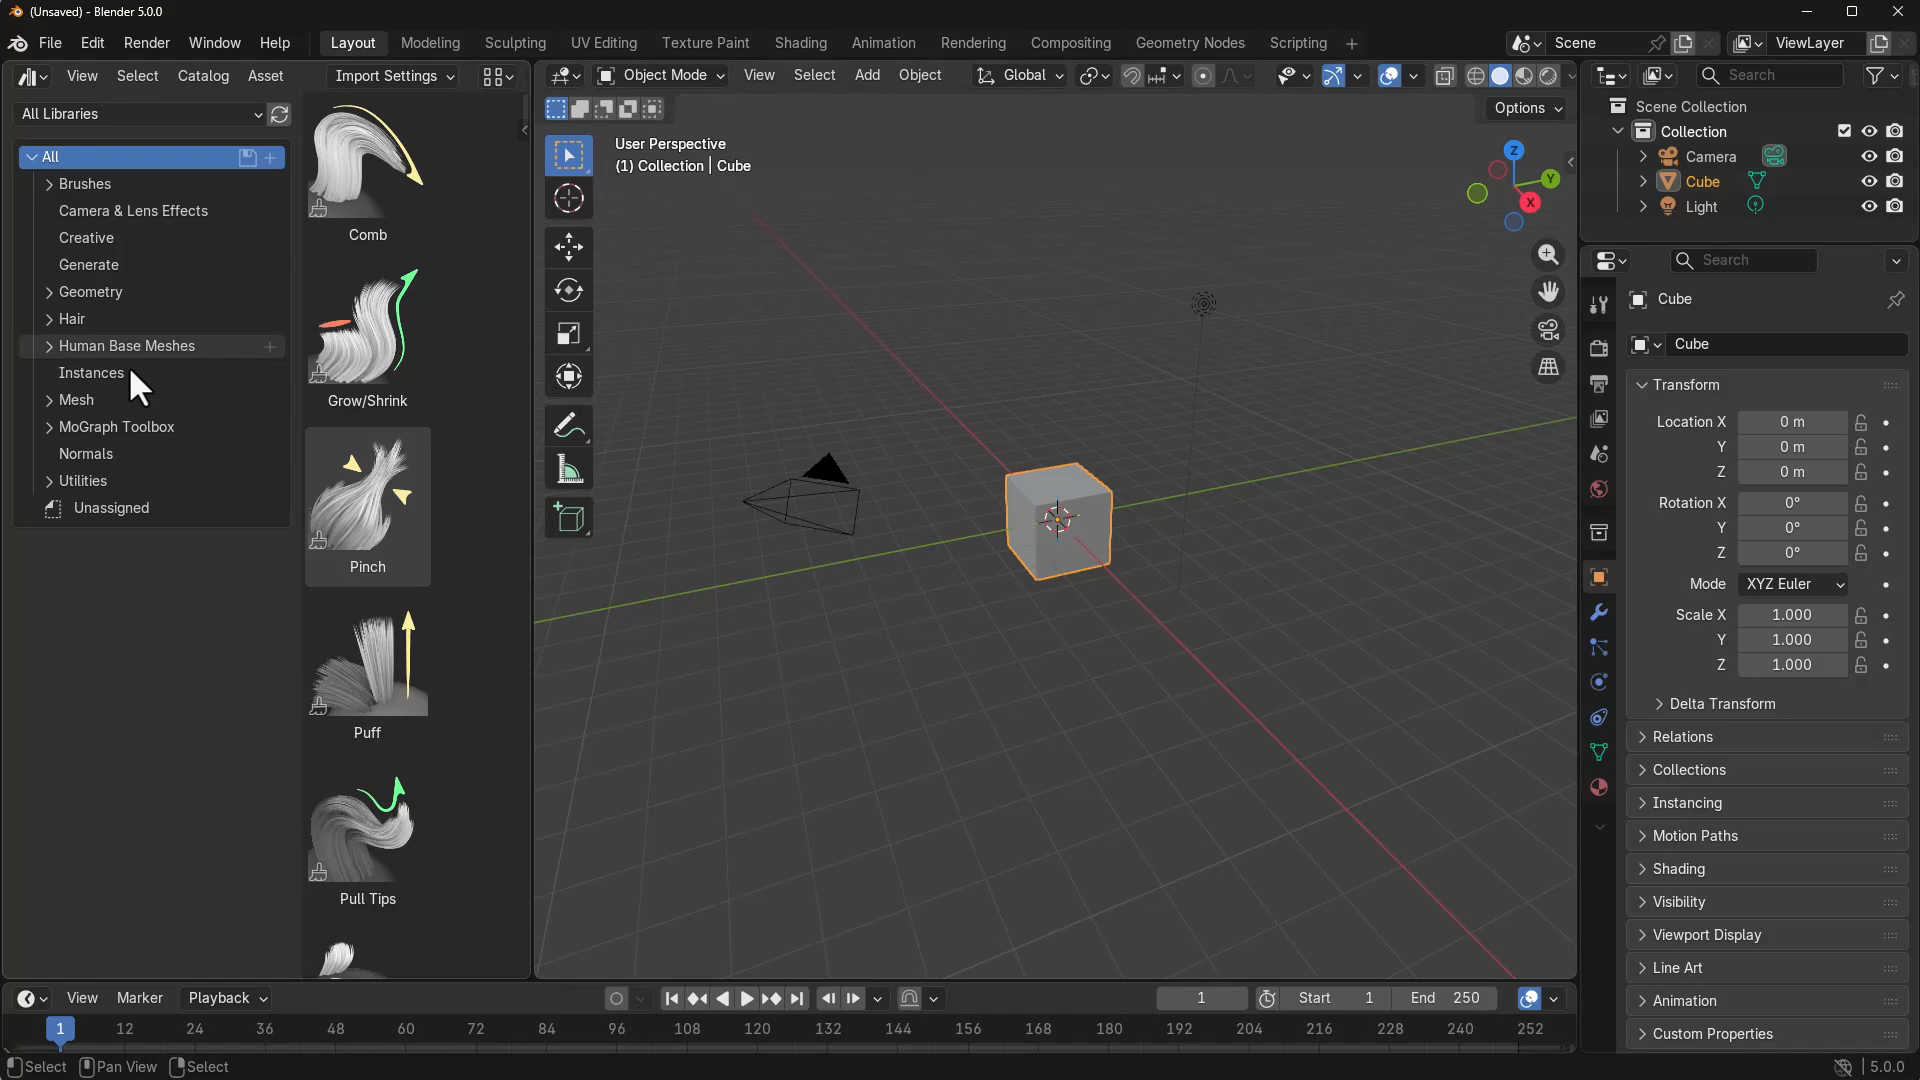 (Unsaved) - Blender 5.0.0
File Edit Render Window Help Layout Modeling Sculpting UV Editing Texture Paint Shading Animation Rendering Compositing Geometry Nodes Scripting + Scene ViewLayer
View Select Catalog Asset Import Settings
All Libraries
All
Brushes
Camera & Lens Effects
Creative
Generate
Geometry
Hair
Human Base Meshes
Instances
Mesh
MoGraph Toolbox
Normals
Utilities
Unassigned
Comb
Grow/Shrink
Pinch
Puff
Pull Tips
Object Mode View Select Add Object Global
Options
User Perspective
(1) Collection | Cube
Z
Y
X
Search
Scene Collection
Collection
Camera
Cube
Light
Search
Cube
Cube
Transform
Location X 0 m
Y 0 m
Z 0 m
Rotation X 0°
Y 0°
Z 0°
Mode XYZ Euler
Scale X 1.000
Y 1.000
Z 1.000
Delta Transform
Relations
Collections
Instancing
Motion Paths
Shading
Visibility
Viewport Display
Line Art
Animation
Custom Properties
View Marker Playback 1 Start 1 End 250
1 12 24 36 48 60 72 84 96 108 120 132 144 156 168 180 192 204 216 228 240 252
Select Pan View Select 5.0.0